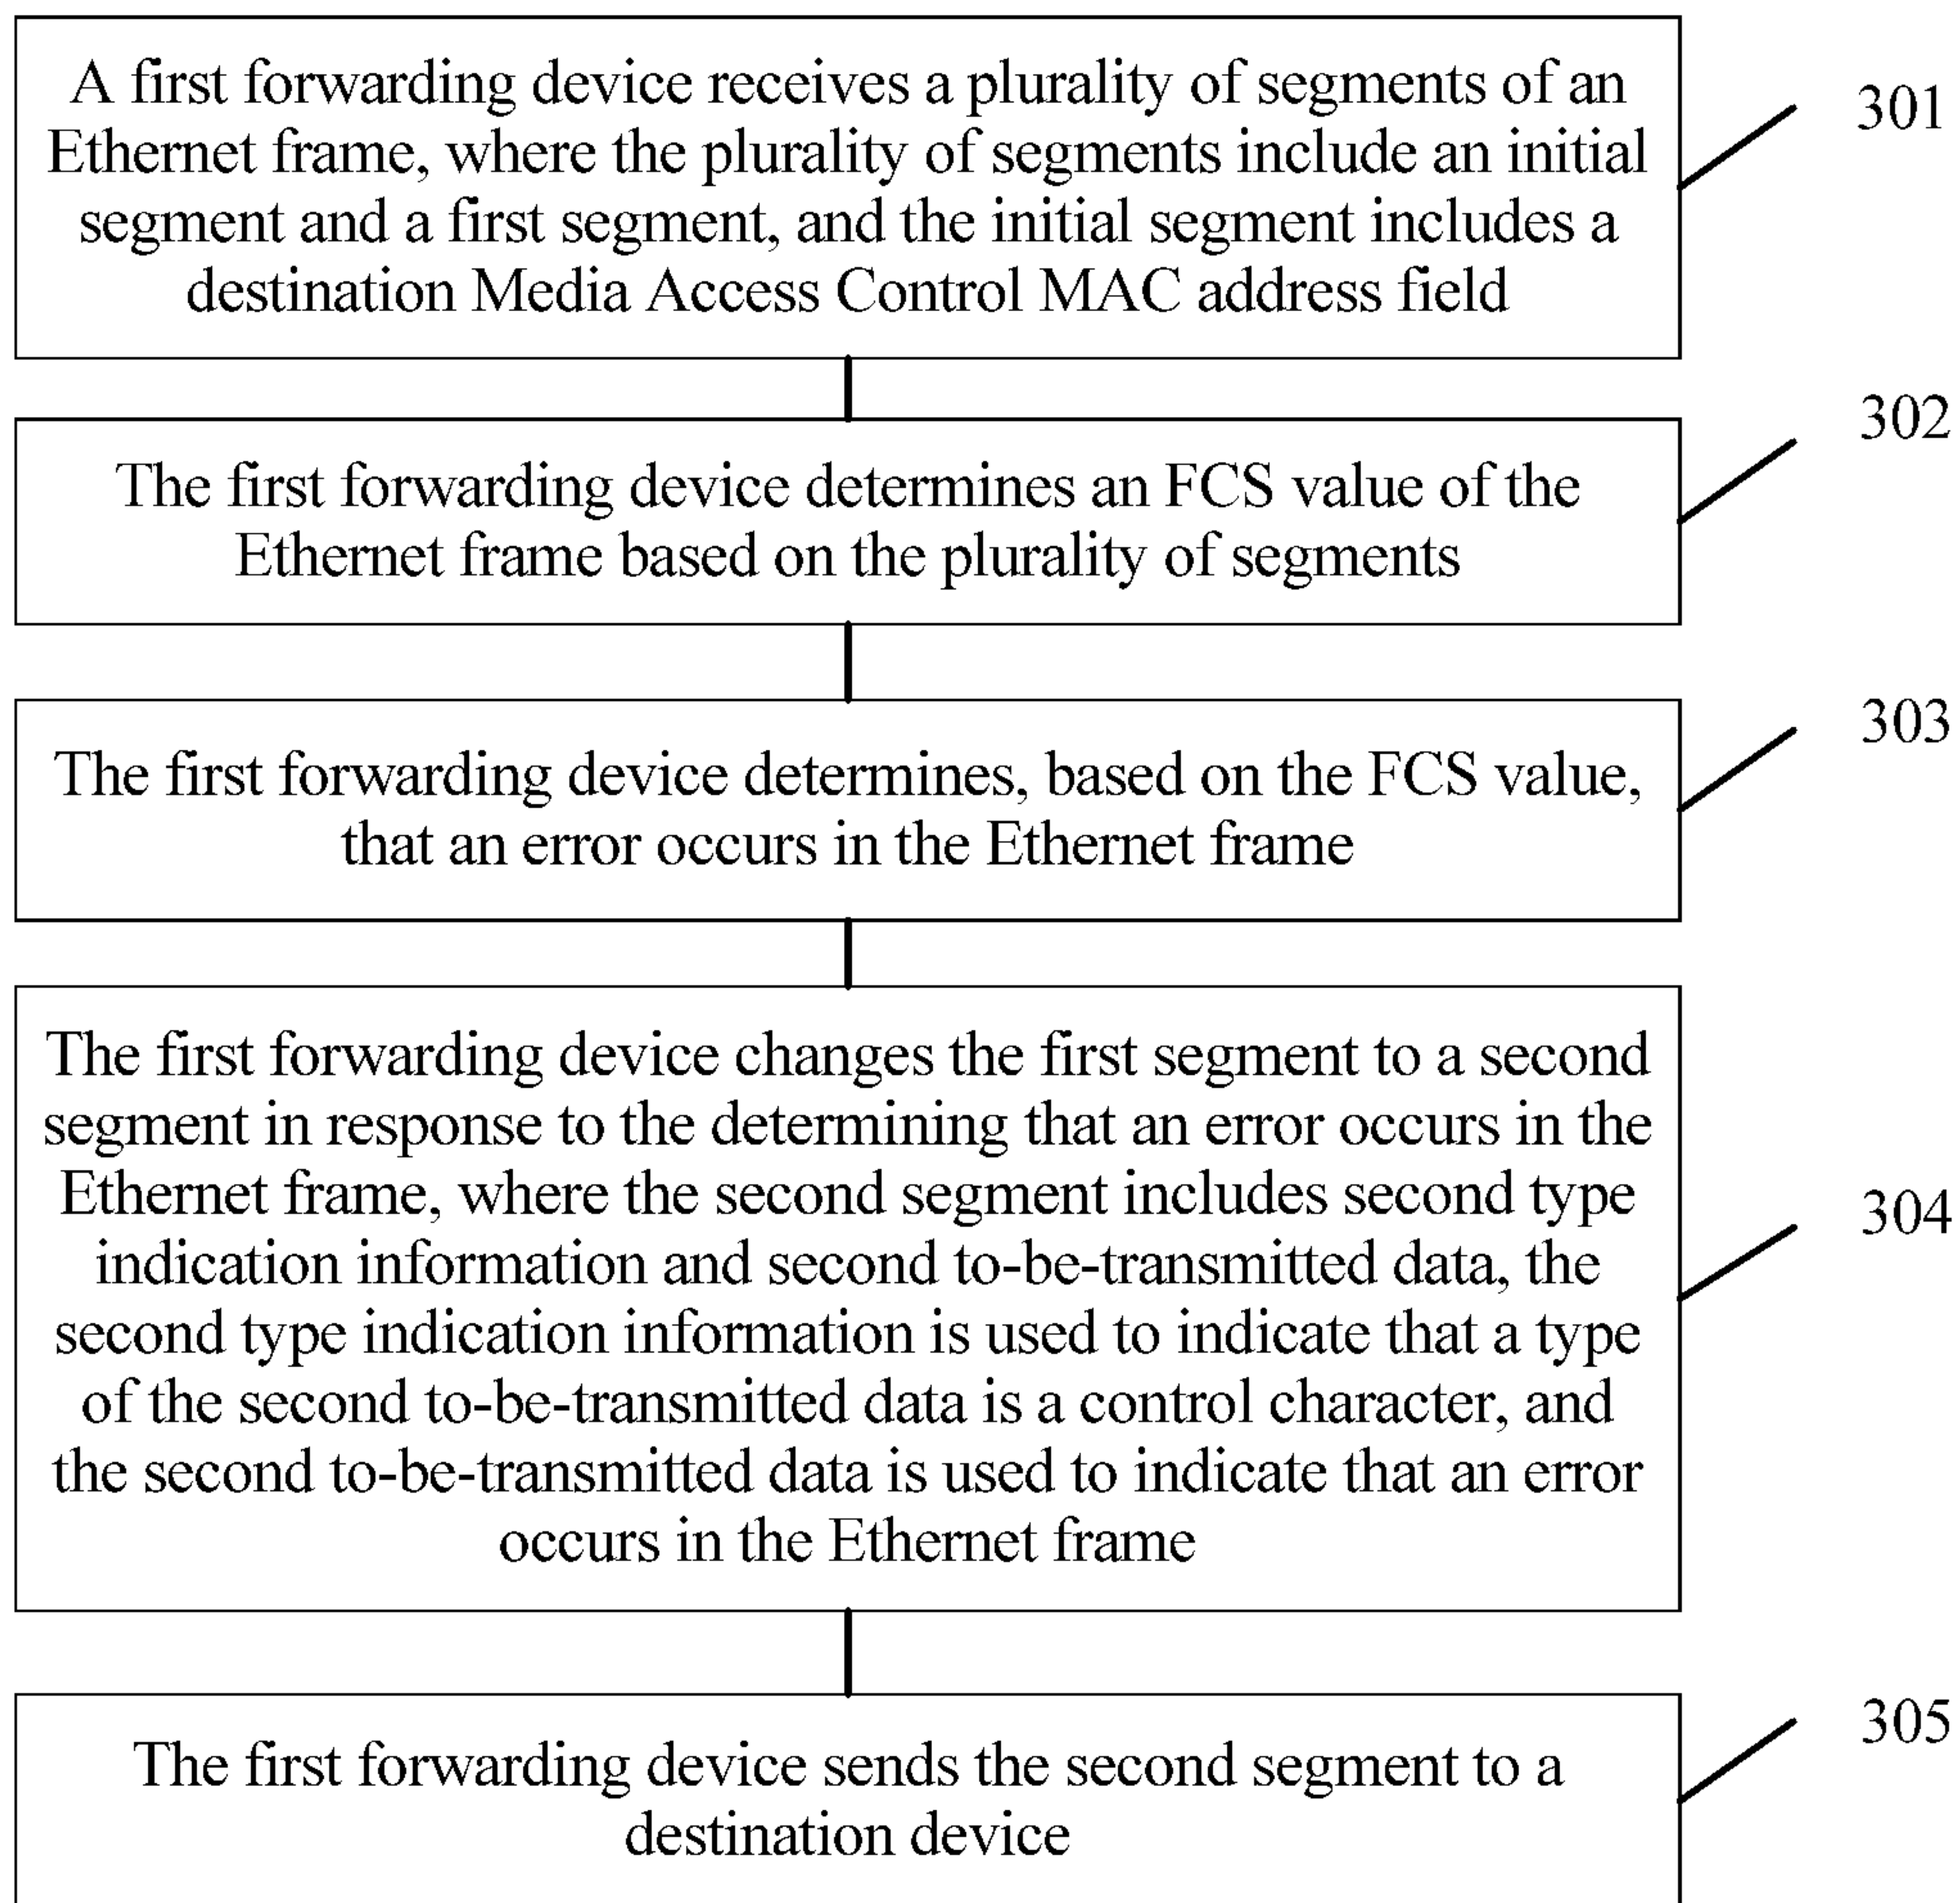 A first forwarding device receives a plurality of segments of an
Ethernet frame, where the plurality of segments include an initial
segment and a first segment, and the initial segment includes a
destination Media Access Control MAC address field
301
The first forwarding device determines an FCS value of the
Ethernet frame based on the plurality of segments
302
The first forwarding device determines, based on the FCS value,
that an error occurs in the Ethernet frame
303
The first forwarding device changes the first segment to a second
segment in response to the determining that an error occurs in the
Ethernet frame, where the second segment includes second type
indication information and second to-be-transmitted data, the
second type indication information is used to indicate that a type
of the second to-be-transmitted data is a control character, and
the second to-be-transmitted data is used to indicate that an error
occurs in the Ethernet frame
304
The first forwarding device sends the second segment to a
destination device
305